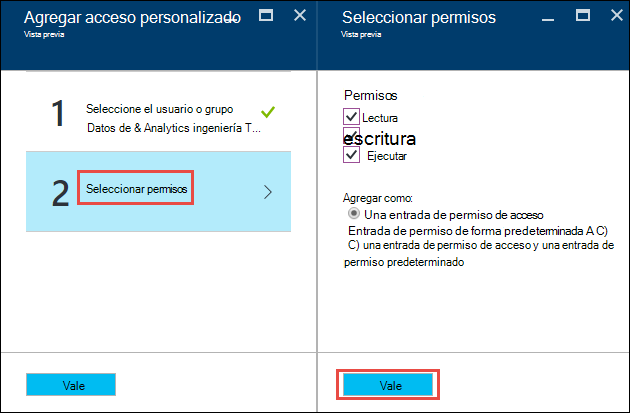 Agregar acceso personalizado
Vista previa
1
Seleccione el usuario o grupo
Datos de & Analytics ingeniería T...
2
Seleccionar permisos
Vale
Seleccionar permisos
Vista previa
Permisos
Lectura
escritura
Ejecutar
Agregar como:
Una entrada de permiso de acceso
Entrada de permiso de forma predeterminada A C)
C) una entrada de permiso de acceso y una entrada de
permiso predeterminado
Vale